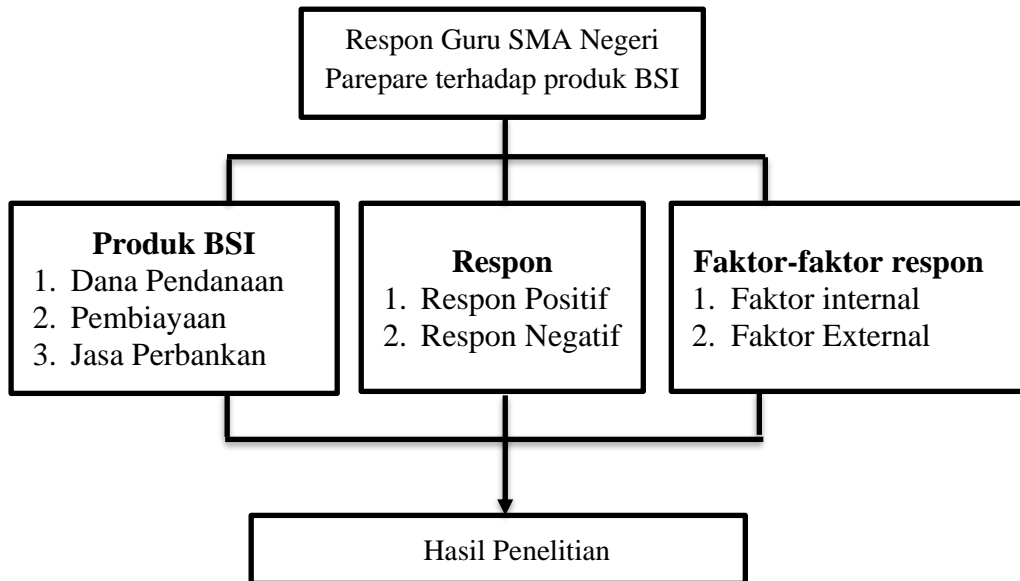 Respon Guru SMA Negeri
Parepare terhadap produk BSI
Produk BSI
1. Dana Pendanaan
2. Pembiayaan
3. Jasa Perbankan
Respon
1. Respon Positif
2. Respon Negatif
Faktor-faktor respon
1. Faktor internal
2. Faktor External
Hasil Penelitian